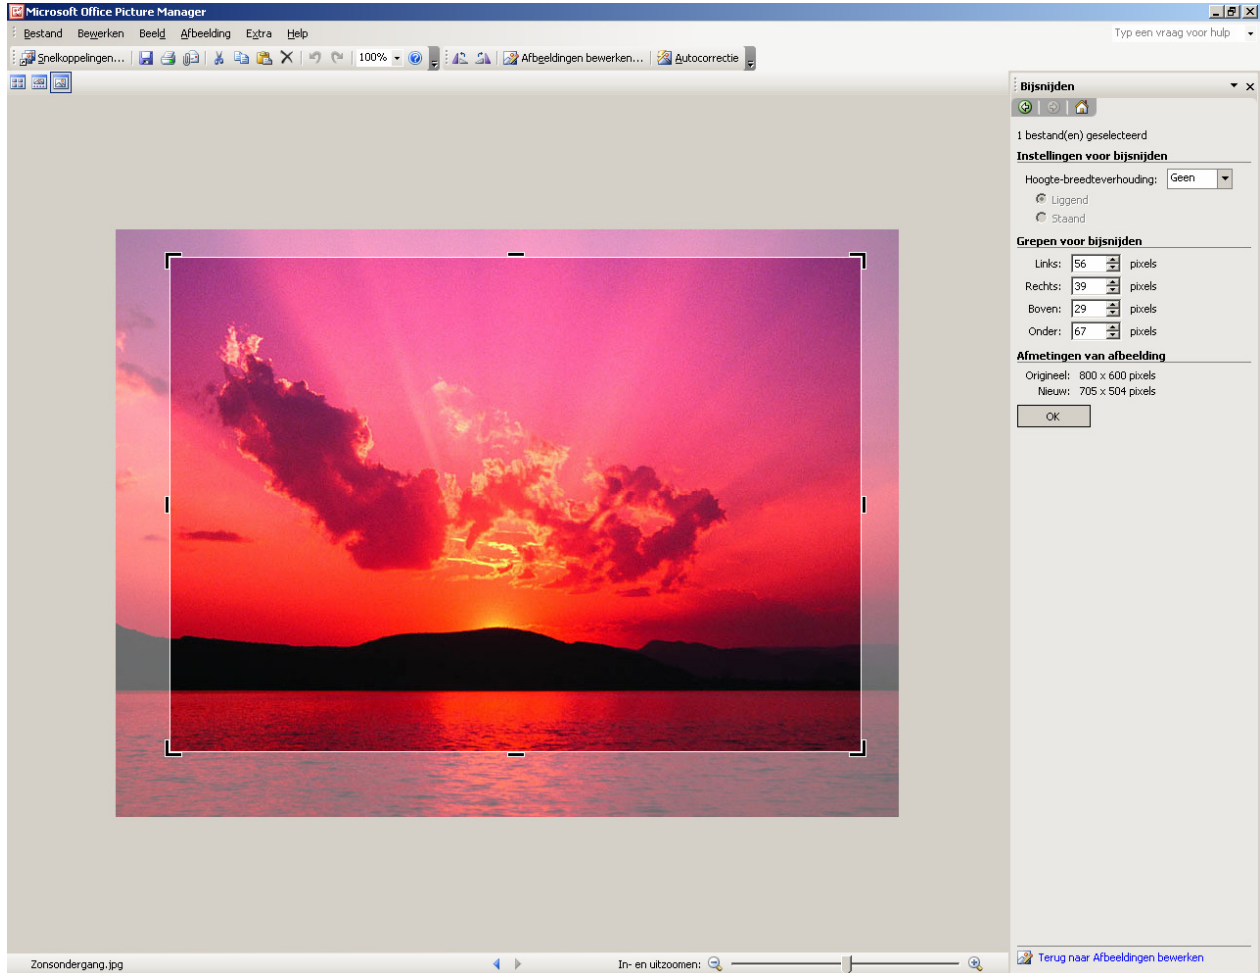 Microsoft Office Picture Manager
Bestand Bewerken Beeld Afbeelding Extra Help
Typ een vraag voor hulp
Snelkoppelingen... 100% Afbeeldingen bewerken... Autocorrectie
Bijsnijden
1 bestand(en) geselecteerd
Instellingen voor bijsnijden
Hoogte-breedteverhouding: Geen
Liggend
Staand
Grepen voor bijsnijden
Links: 56 pixels
Rechts: 39 pixels
Boven: 29 pixels
Onder: 67 pixels
Afmetingen van afbeelding
Origineel: 800 x 600 pixels
Nieuw: 705 x 504 pixels
OK
Terug naar Afbeeldingen bewerken
Zonsondergang.jpg
In- en uitzoomen: